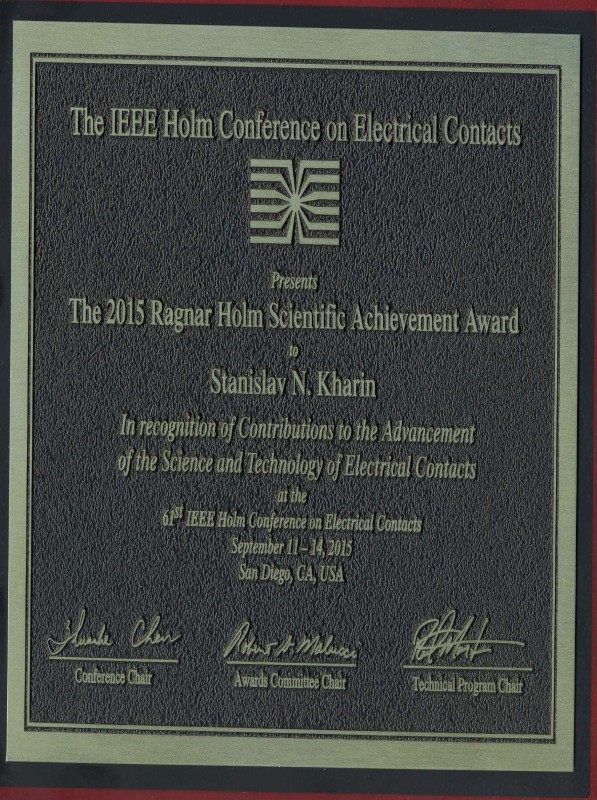 The IEEE Holm Conference on Electrical Contacts
Presents
The 2015 Ragnar Holm Scientific Achievement Award
to
Stanislav N. Kharin
In recognition of Contributions to the Advancement
of the Science and Technology of Electrical Contacts
at the
61st IEEE Holm Conference on Electrical Contacts
September 11 – 14, 2015
San Diego, CA, USA
Conference Chair
Awards Committee Chair
Technical Program Chair